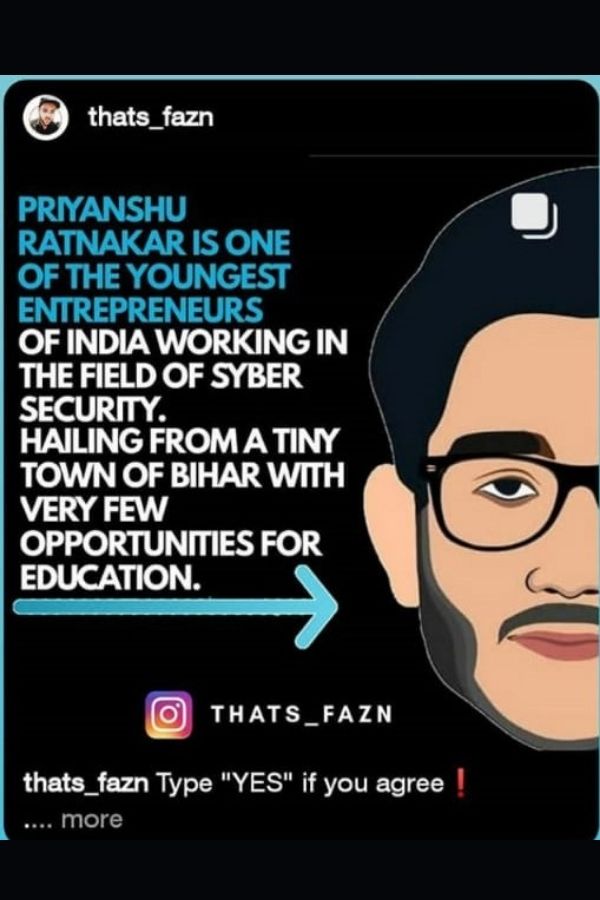 thats_fazn
PRIYANSHU
RATNAKAR IS ONE
OF THE YOUNGEST
ENTREPRENEURS
OF INDIA WORKING IN
THE FIELD OF SYBER
SECURITY.
HAILING FROM A TINY
TOWN OF BIHAR WITH
VERY FEW
OPPORTUNITIES FOR
EDUCATION.
THATS_FAZN
thats_fazn Type "YES" if you agree❗
.... more